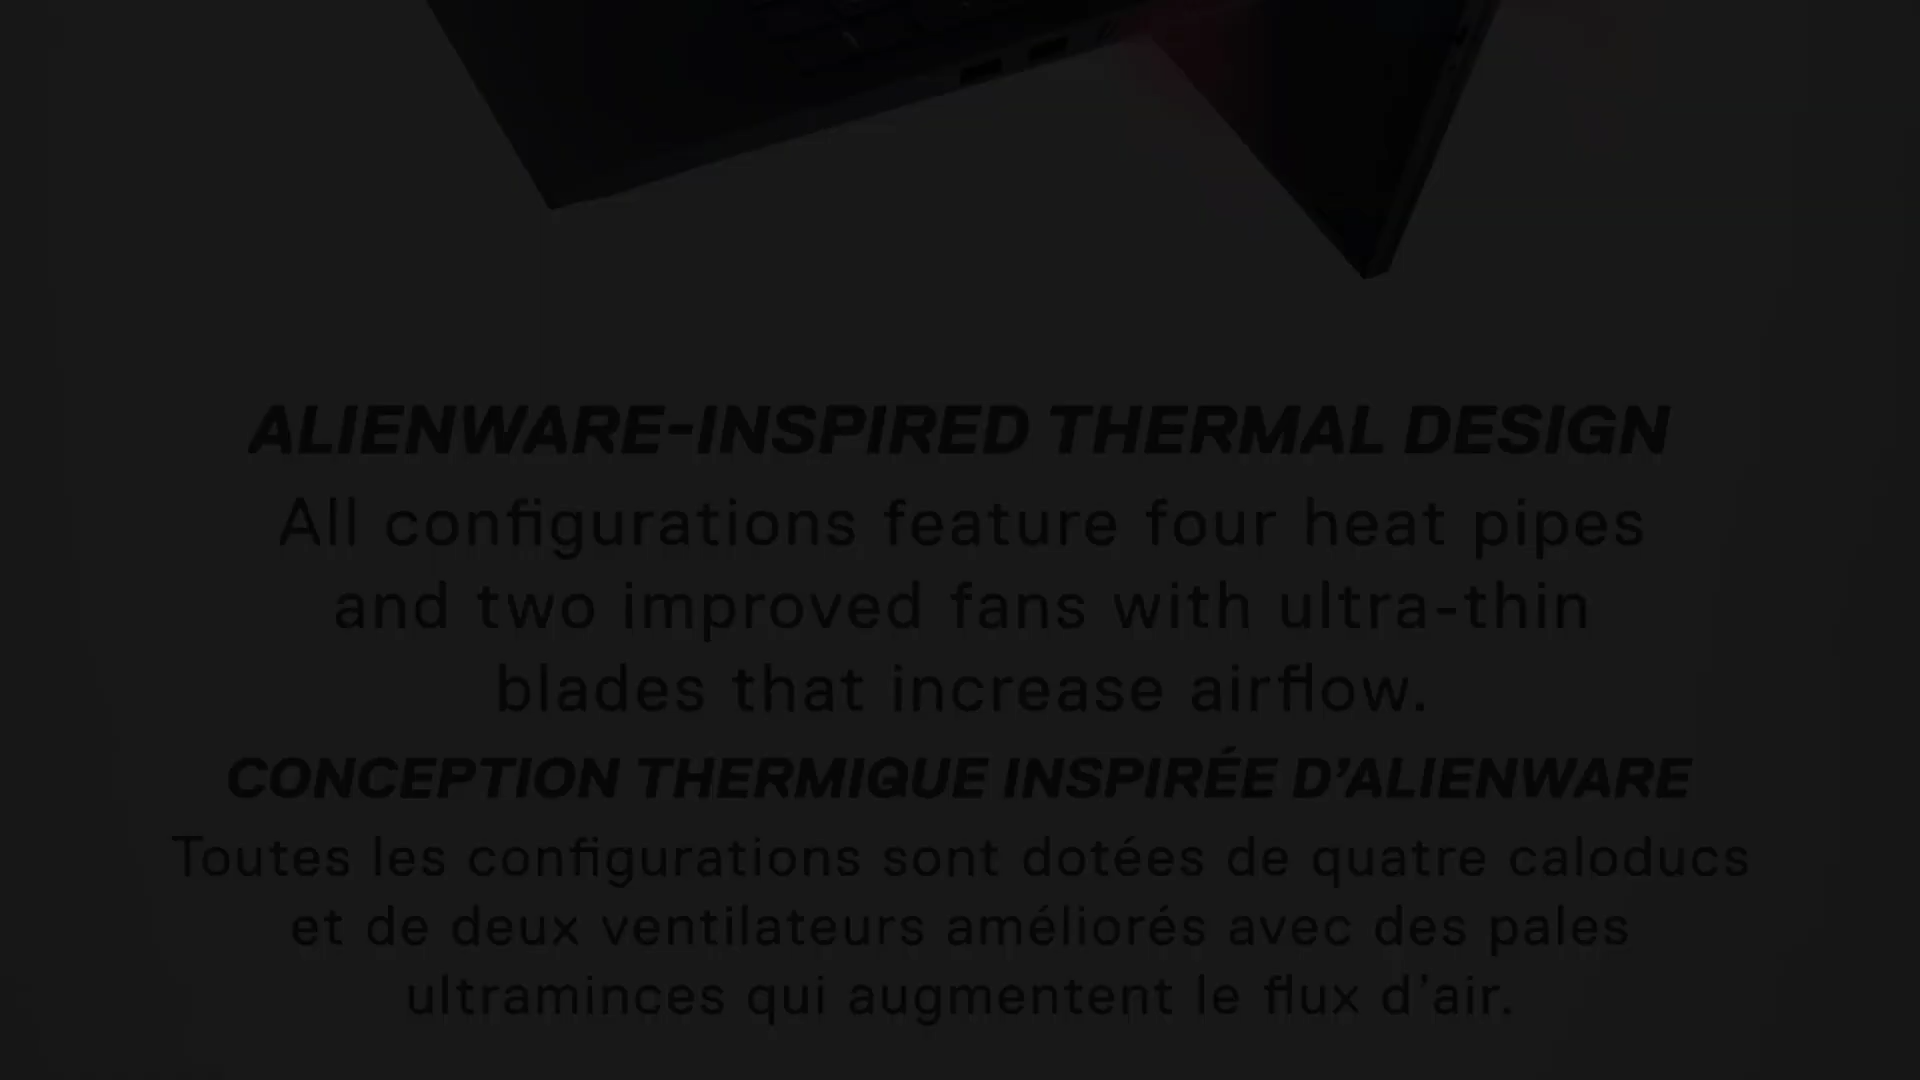 ALIENWARE-INSPIRED THERMAL DESIGN
All configurations feature four heat pipes
and two improved fans with ultra-thin
blades that increase airflow.
CONCEPTION THERMIQUE INSPIRÉE D’ALIENWARE
Toutes les configurations sont dotées de quatre caloducs
et de deux ventilateurs améliorés avec des pales
ultraminces qui augmentent le flux d’air.